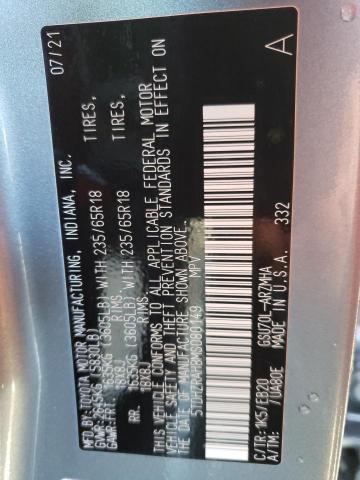 MFD. BY: TOYOTA MOTOR MANUFACTURING, INDIANA, INC. 07/21
GVWR: 2645KG (5830LB)
GAWR: FRT. 1635KG (3605LB) WITH: 235/65R18 TIRES,
18x8J RIMS
RR. 1635KG (3605LB) WITH: 235/65R18 TIRES,
18x8J RIMS.
THIS VEHICLE CONFORMS TO ALL APPLICABLE FEDERAL MOTOR
VEHICLE SAFETY AND THEFT PREVENTION STANDARDS IN EFFECT ON
THE DATE OF MANUFACTURE SHOWN ABOVE.
MPV
C/TR: 1K5/EB20 GSU70L-ARZMHA 332
A/TM: /UA80E MADE IN U.S.A.
A